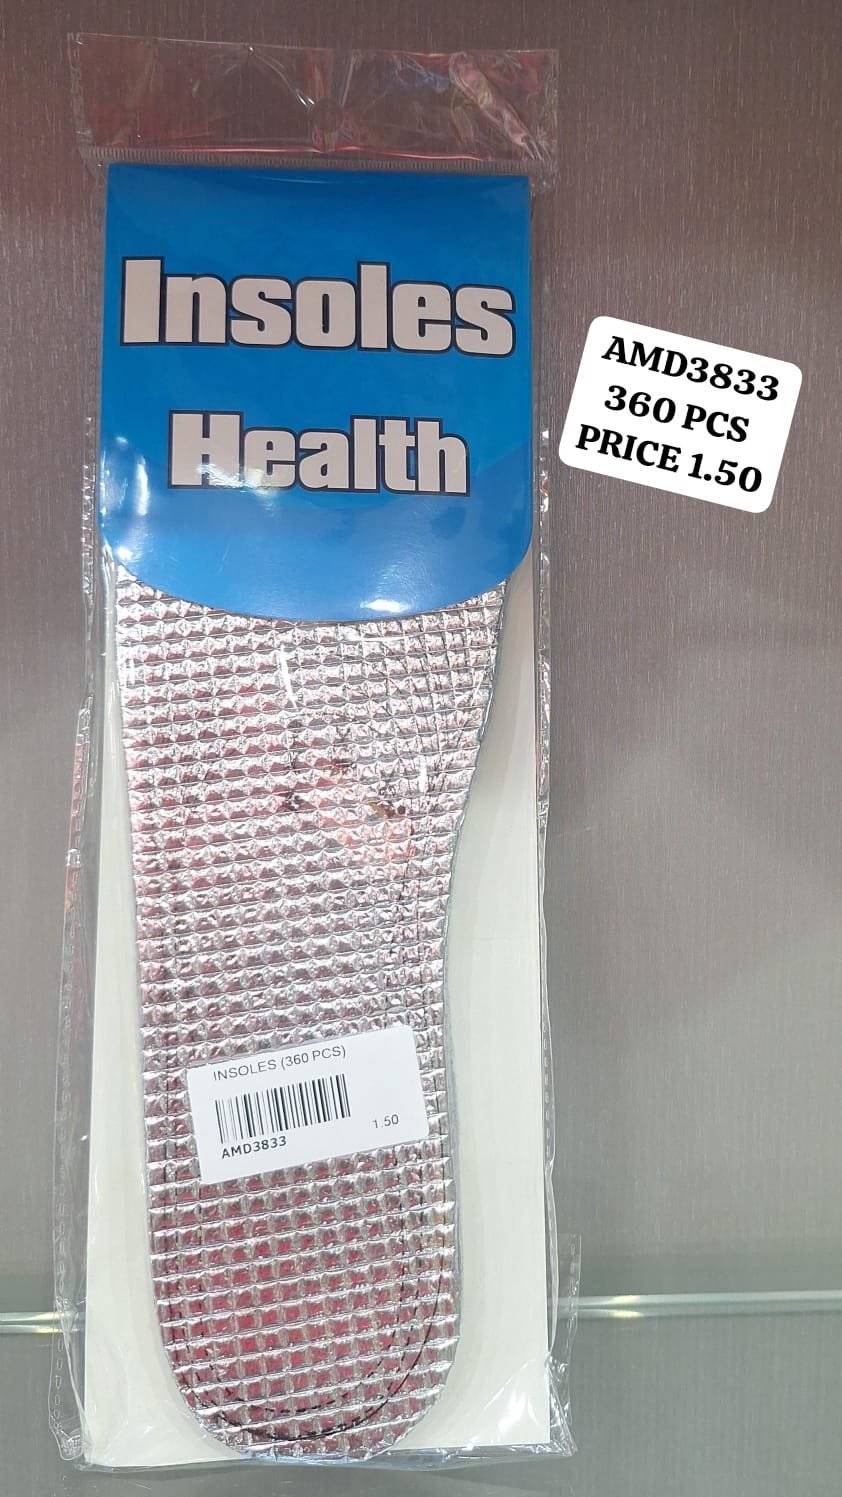 Insoles
Health
AMD3833
360 PCS
PRICE 1.50
INSOLES (360 PCS)
1.50
AMD3833